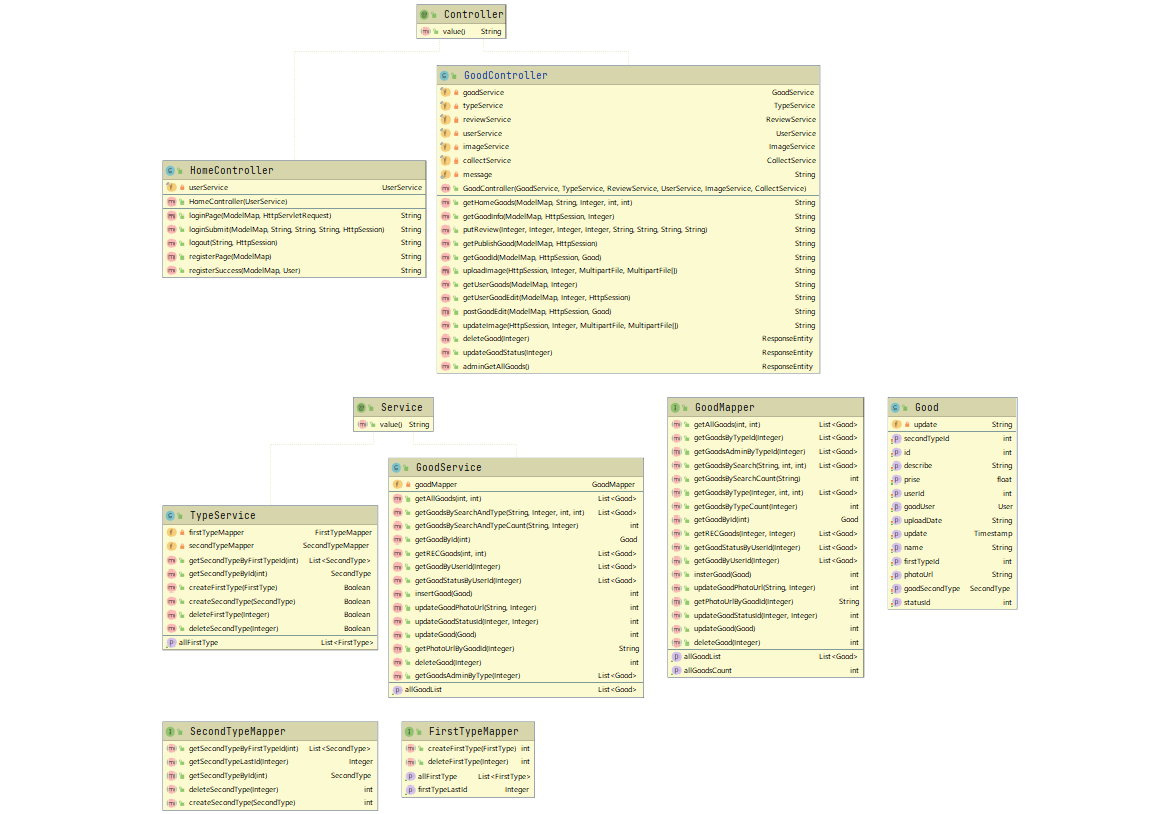 Controller
value() String
GoodController
goodService GoodService
typeService TypeService
reviewService ReviewService
userService UserService
imageService ImageService
collectService CollectService
message String
GoodController(GoodService, TypeService, ReviewService, UserService, ImageService, CollectService)
getHomeGoods(ModelMap, String, Integer, int, int) String
getGoodInfo(ModelMap, HttpSession, Integer) String
putReview(Integer, Integer, Integer, Integer, String, String, String, String) String
getPublishGood(ModelMap, HttpSession) String
getGoodId(ModelMap, HttpSession, Good) String
uploadImage(HttpSession, Integer, MultipartFile, MultipartFile[]) String
getUserGoods(ModelMap, Integer) String
getUserGoodEdit(ModelMap, Integer, HttpSession) String
postGoodEdit(ModelMap, HttpSession, Good) String
updateImage(HttpSession, Integer, MultipartFile, MultipartFile[]) String
deleteGood(Integer) ResponseEntity
updateGoodStatus(Integer) ResponseEntity
adminGetAllGoods() ResponseEntity
HomeController
userService UserService
HomeController(UserService)
loginPage(ModelMap, HttpServletRequest) String
loginSubmit(ModelMap, String, String, String, HttpSession) String
logout(String, HttpSession) String
registerPage(ModelMap) String
registerSuccess(ModelMap, User) String
Service
value() String
TypeService
firstTypeMapper FirstTypeMapper
secondTypeMapper SecondTypeMapper
getSecondTypeByFirstTypeId(int) List<SecondType>
getSecondTypeById(int) SecondType
createFirstType(FirstType) Boolean
createSecondType(SecondType) Boolean
deleteFirstType(Integer) Boolean
deleteSecondType(Integer) Boolean
allFirstType List<FirstType>
GoodService
goodMapper GoodMapper
getAllGoods(int, int) List<Good>
getGoodsBySearchAndType(String, Integer, int, int) List<Good>
getGoodsBySearchAndTypeCount(String, Integer) int
getGoodById(int) Good
getRECGoods(int, int) List<Good>
getGoodByUserId(Integer) List<Good>
getGoodStatusByUserId(Integer) List<Good>
insertGood(Good) int
updateGoodPhotoUrl(String, Integer) int
updateGoodStatusId(Integer, Integer) int
updateGood(Good) int
getPhotoUrlByGoodId(Integer) String
deleteGood(Integer) int
getGoodsAdminByType(Integer) List<Good>
allGoodList List<Good>
GoodMapper
getAllGoods(int, int) List<Good>
getGoodsByTypeId(Integer) List<Good>
getGoodsAdminByTypeId(Integer) List<Good>
getGoodsBySearch(String, int, int) List<Good>
getGoodsBySearchCount(String) int
getGoodsByType(Integer, int, int) List<Good>
getGoodsByTypeCount(Integer) int
getGoodById(int) Good
getRECGoods(Integer, Integer) List<Good>
getGoodStatusByUserId(Integer) List<Good>
getGoodByUserId(Integer) List<Good>
insterGood(Good) int
updateGoodPhotoUrl(String, Integer) int
getPhotoUrlByGoodId(Integer) String
updateGoodStatusId(Integer, Integer) int
updateGood(Good) int
deleteGood(Integer) int
allGoodList List<Good>
allGoodsCount int
Good
update String
secondTypeId int
id int
describe String
prise float
userId int
goodUser User
uploadDate String
update Timestamp
name String
firstTypeId int
photoUrl String
goodSecondType SecondType
statusId int
SecondTypeMapper
getSecondTypeByFirstTypeId(int) List<SecondType>
getSecondTypeLastId(Integer) Integer
getSecondTypeById(int) SecondType
deleteSecondType(Integer) int
createSecondType(SecondType) int
FirstTypeMapper
createFirstType(FirstType) int
deleteFirstType(Integer) int
allFirstType List<FirstType>
firstTypeLastId Integer